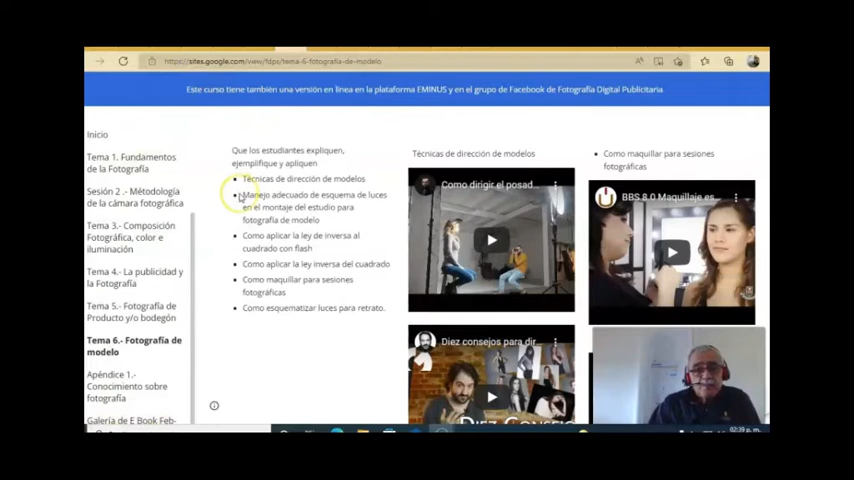 https://sites.google.com/view/fdps/tema-6-fotografía-de-modelo
Este curso tiene también una versión en línea en la plataforma EMINUS y en el grupo de Facebook de Fotografía Digital Publicitaria
Inicio
Tema 1. Fundamentos
de la Fotografía
Sesión 2 .- Métodología
de la cámara fotográfica
Tema 3.- Composición
Fotográfica, color e
iluminación
Tema 4.- La publicidad y
la Fotografía
Tema 5.- Fotografía de
Producto y/o bodegón
Tema 6.- Fotografía de
modelo
Apéndice 1.-
Conocimiento sobre
fotografía
Galería de E Book Feb-
Que los estudiantes expliquen,
ejemplifique y apliquen
Técnicas de dirección de modelos
Manejo adecuado de esquema de luces
en el montaje del estudio para
fotografía de modelo
Como aplicar la ley de inversa al
cuadrado con flash
Como aplicar la ley inversa del cuadrado
Como maquillar para sesiones
fotográficas
Como esquematizar luces para retrato.
Técnicas de dirección de modelos
Como dirigir el posad...
Diez consejos para dir...
DIEZ CONSEJO
Como maquillar para sesiones
fotográficas
BBS 8.0 Maquillaje es...
02:39 p. m.